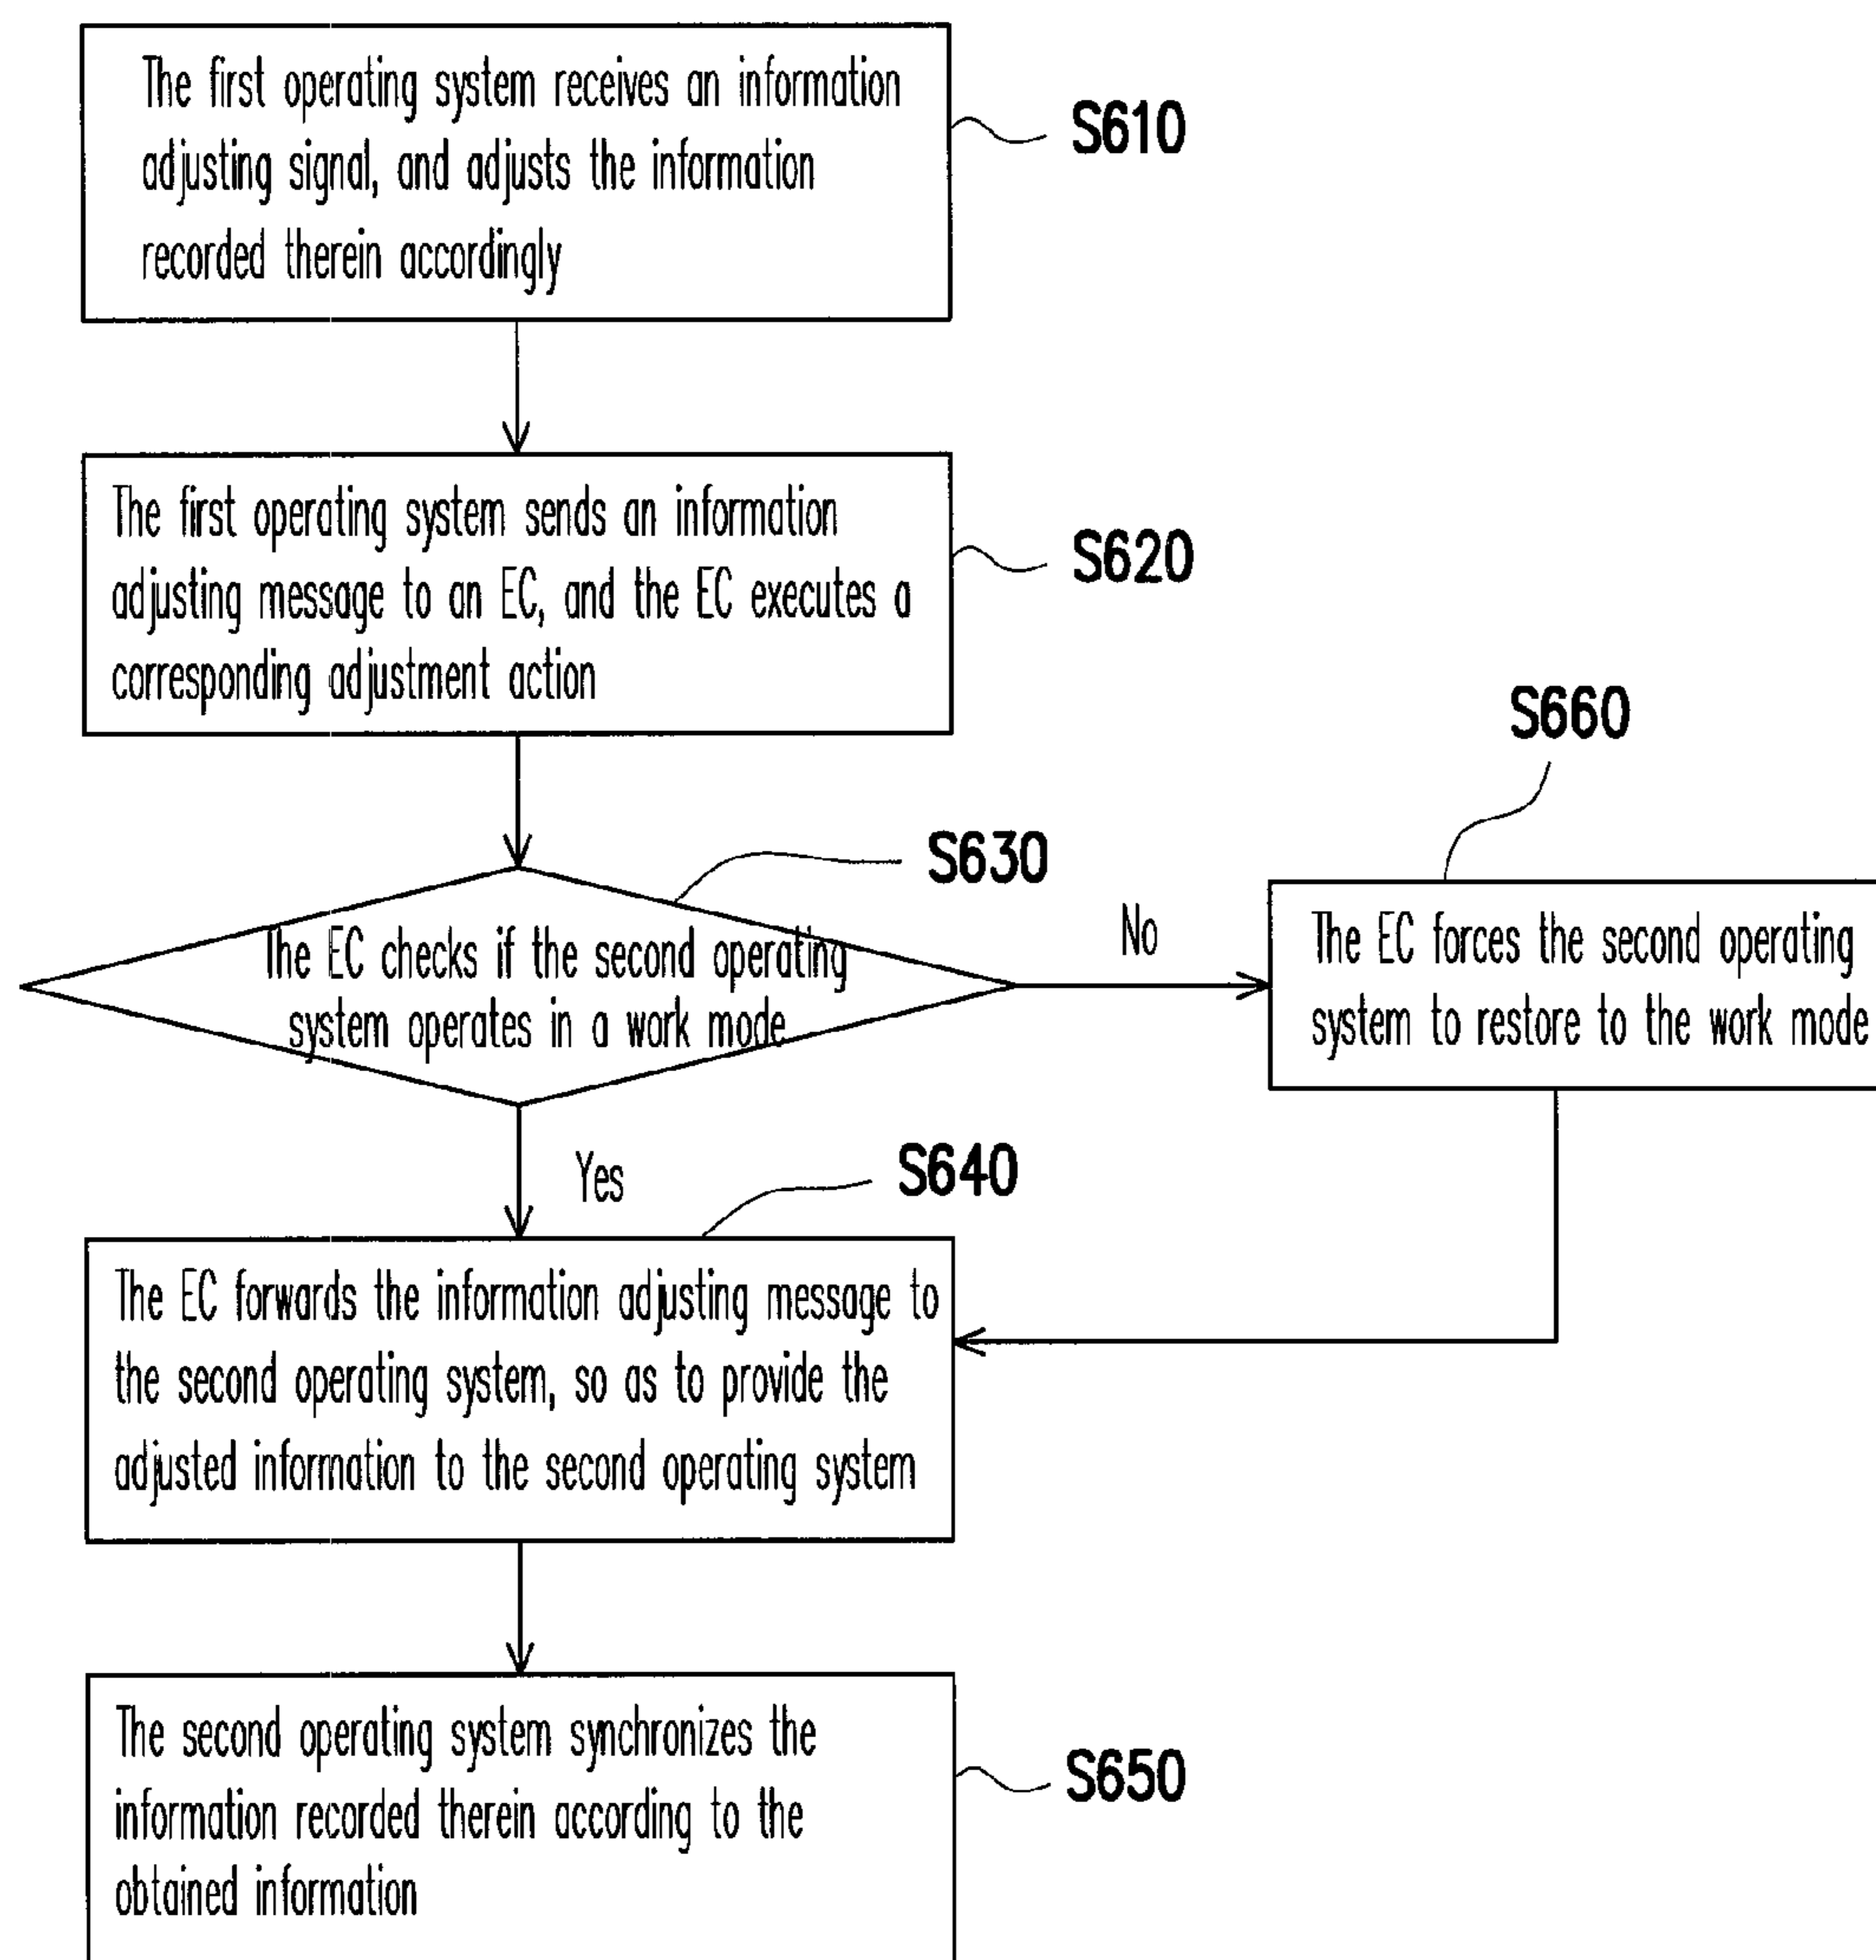 The first operating system receives an information
adjusting signal, and adjusts the information
recorded therein accordingly
S610
The first operating system sends an information
adjusting message to an EC, and the EC executes a
corresponding adjustment action
S620
S660
S630
The EC checks if the second operating
system operates in a work mode
No
The EC forces the second operating
system to restore to the work mode
Yes
S640
The EC forwards the information adjusting message to
the second operating system, so as to provide the
adjusted information to the second operating system
The second operating system synchronizes the
information recorded therein according to the
obtained information
S650